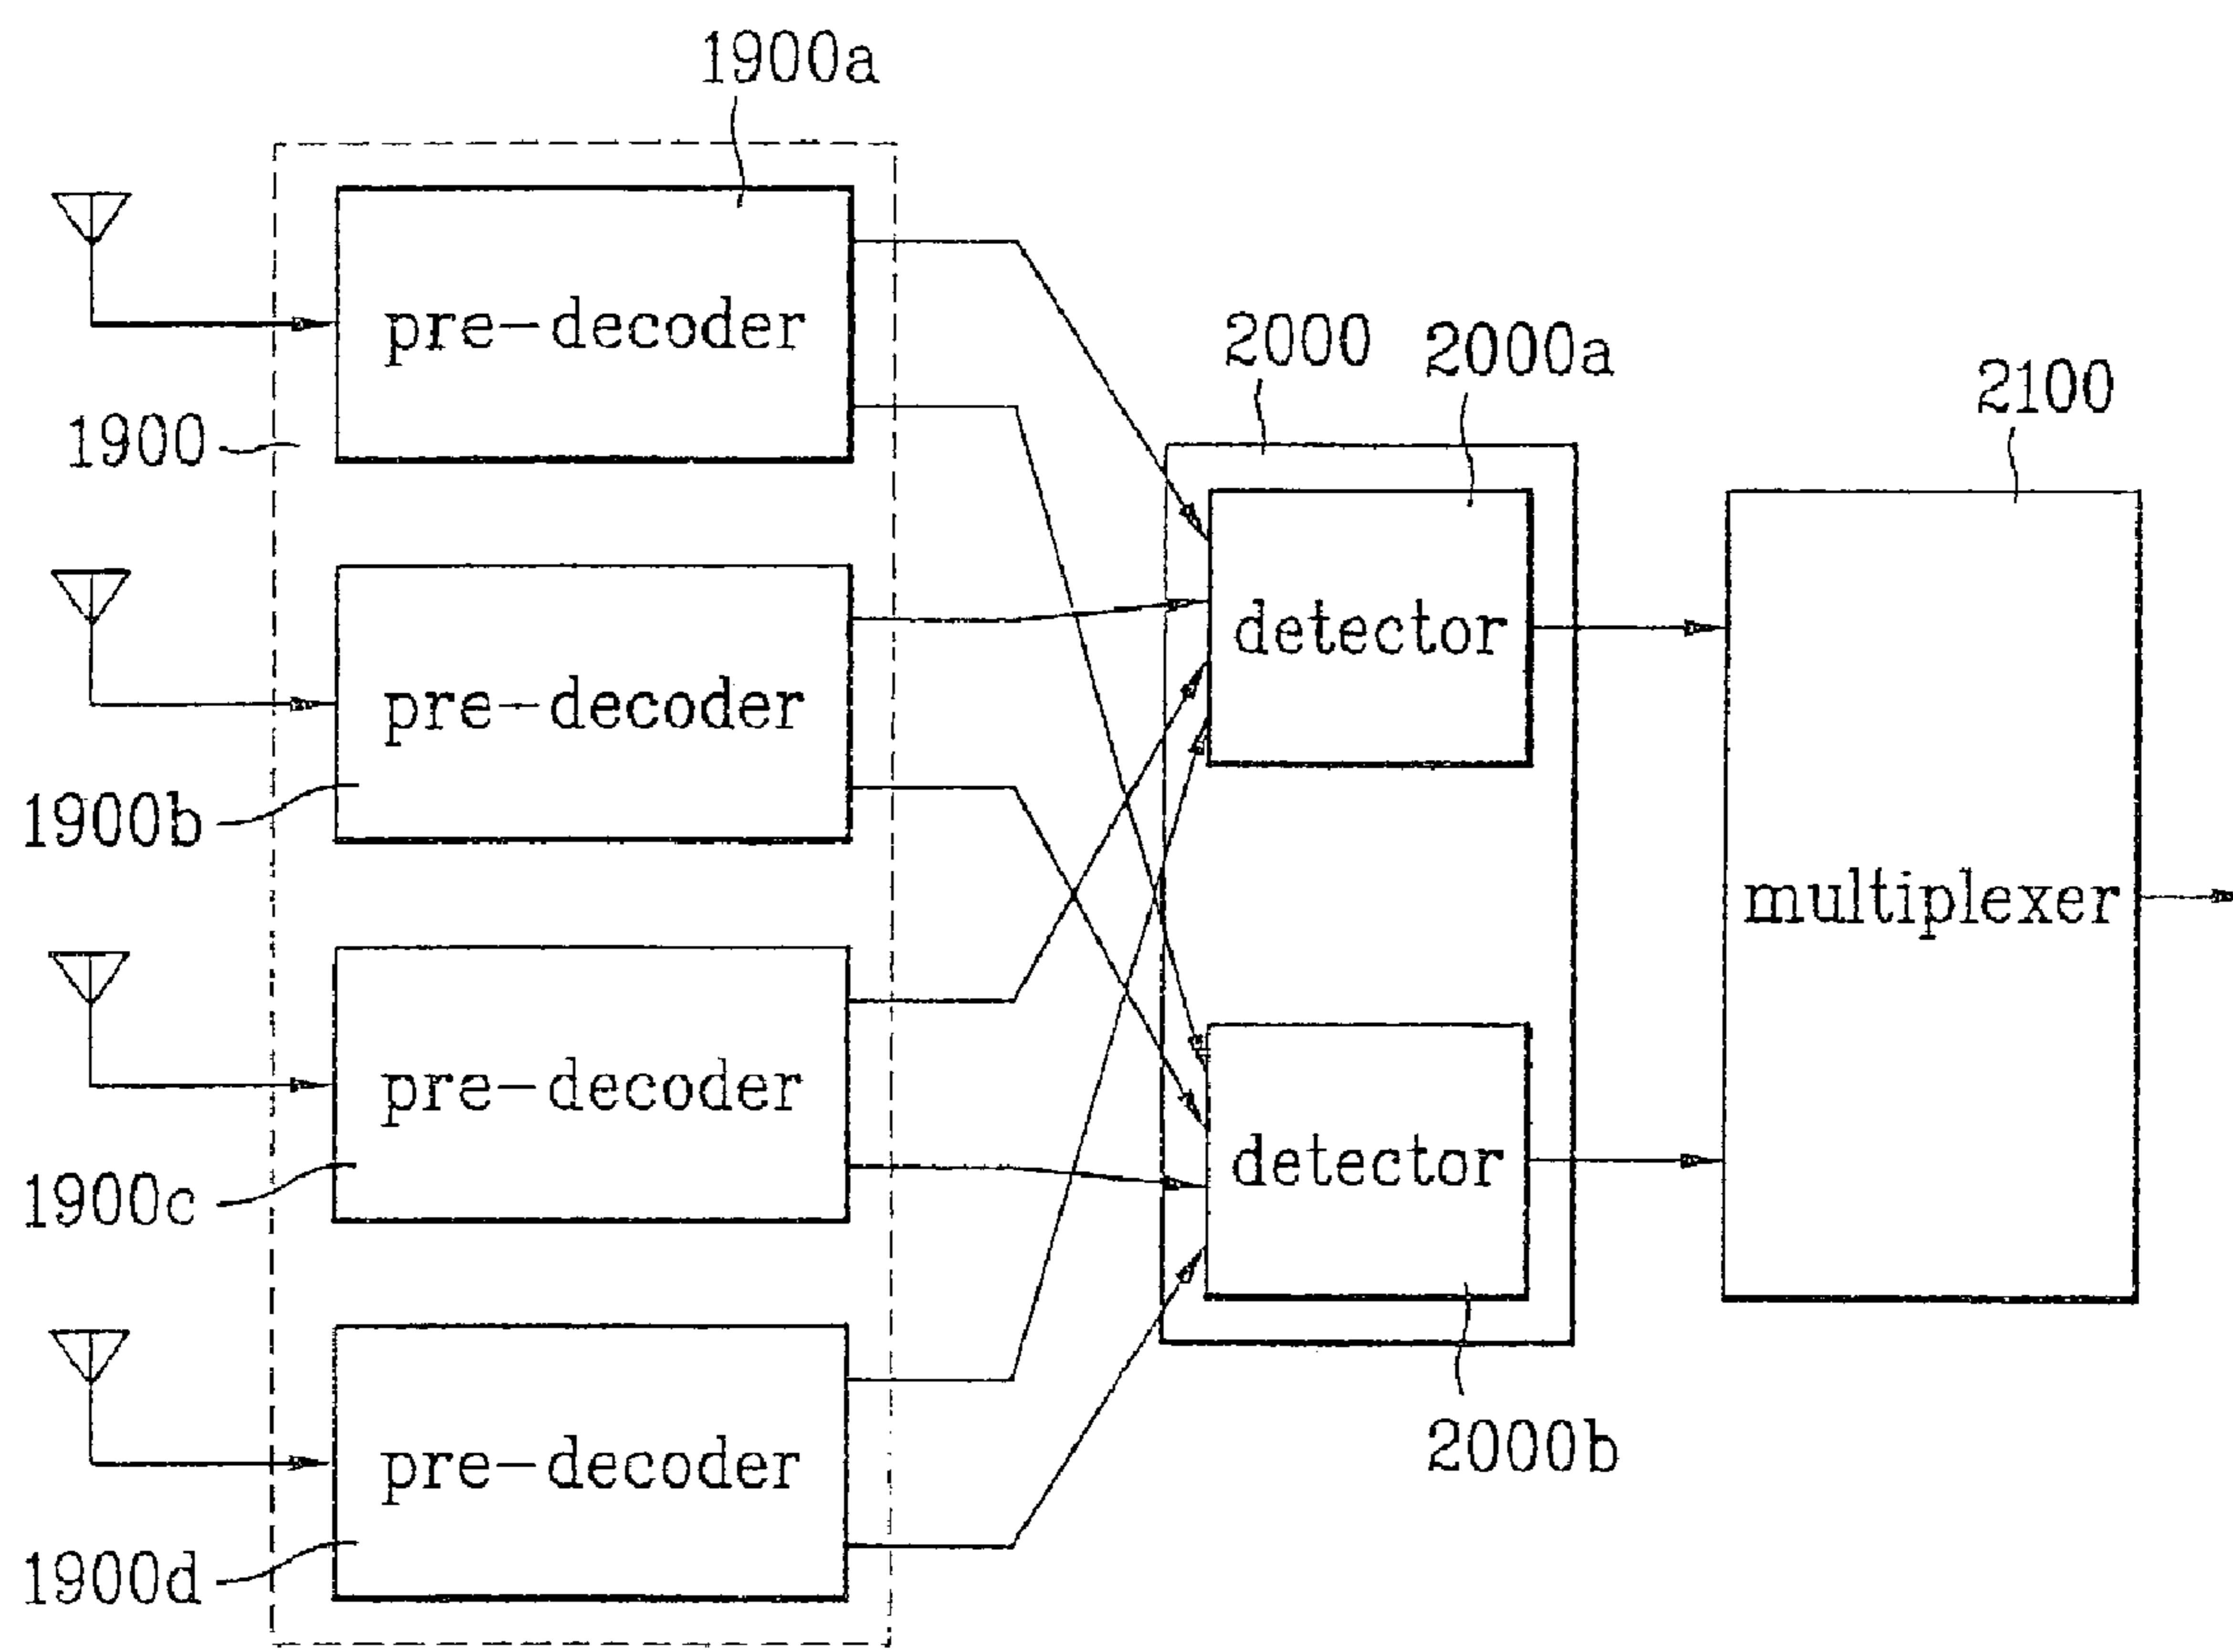 1900a
pre-decoder
1900
2000
2000a
2100
pre-decoder
1900b
detector
multiplexer
pre-decoder
1900c
detector
pre-decoder
1900d
2000b